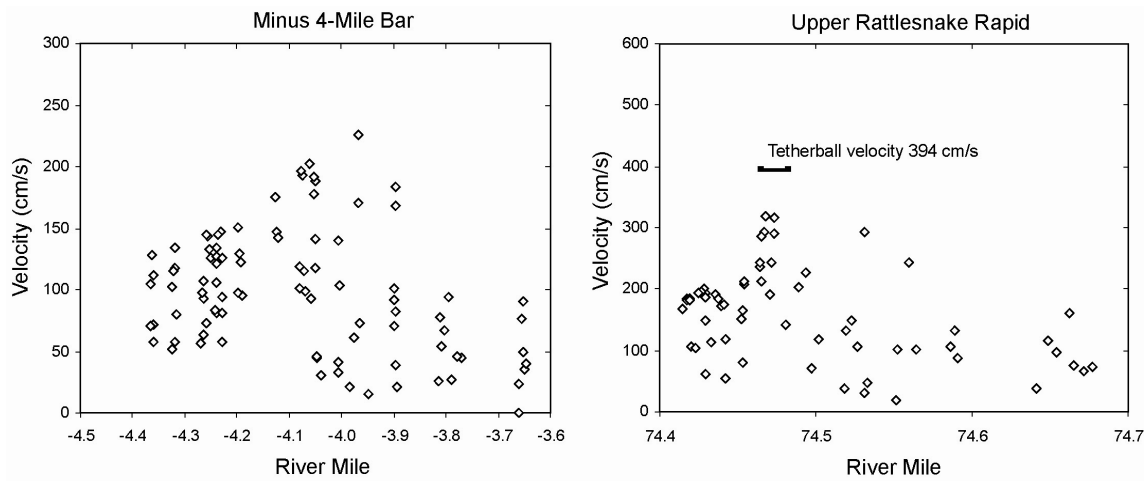 Minus 4-Mile Bar
Velocity (cm/s)
300
250
200
150
100
50
0
-4.5 -4.4 -4.3 -4.2 -4.1 -4.0 -3.9 -3.8 -3.7 -3.6
River Mile
Upper Rattlesnake Rapid
Velocity (cm/s)
600
500
400
300
200
100
0
Tetherball velocity 394 cm/s
74.4 74.5 74.6 74.7
River Mile